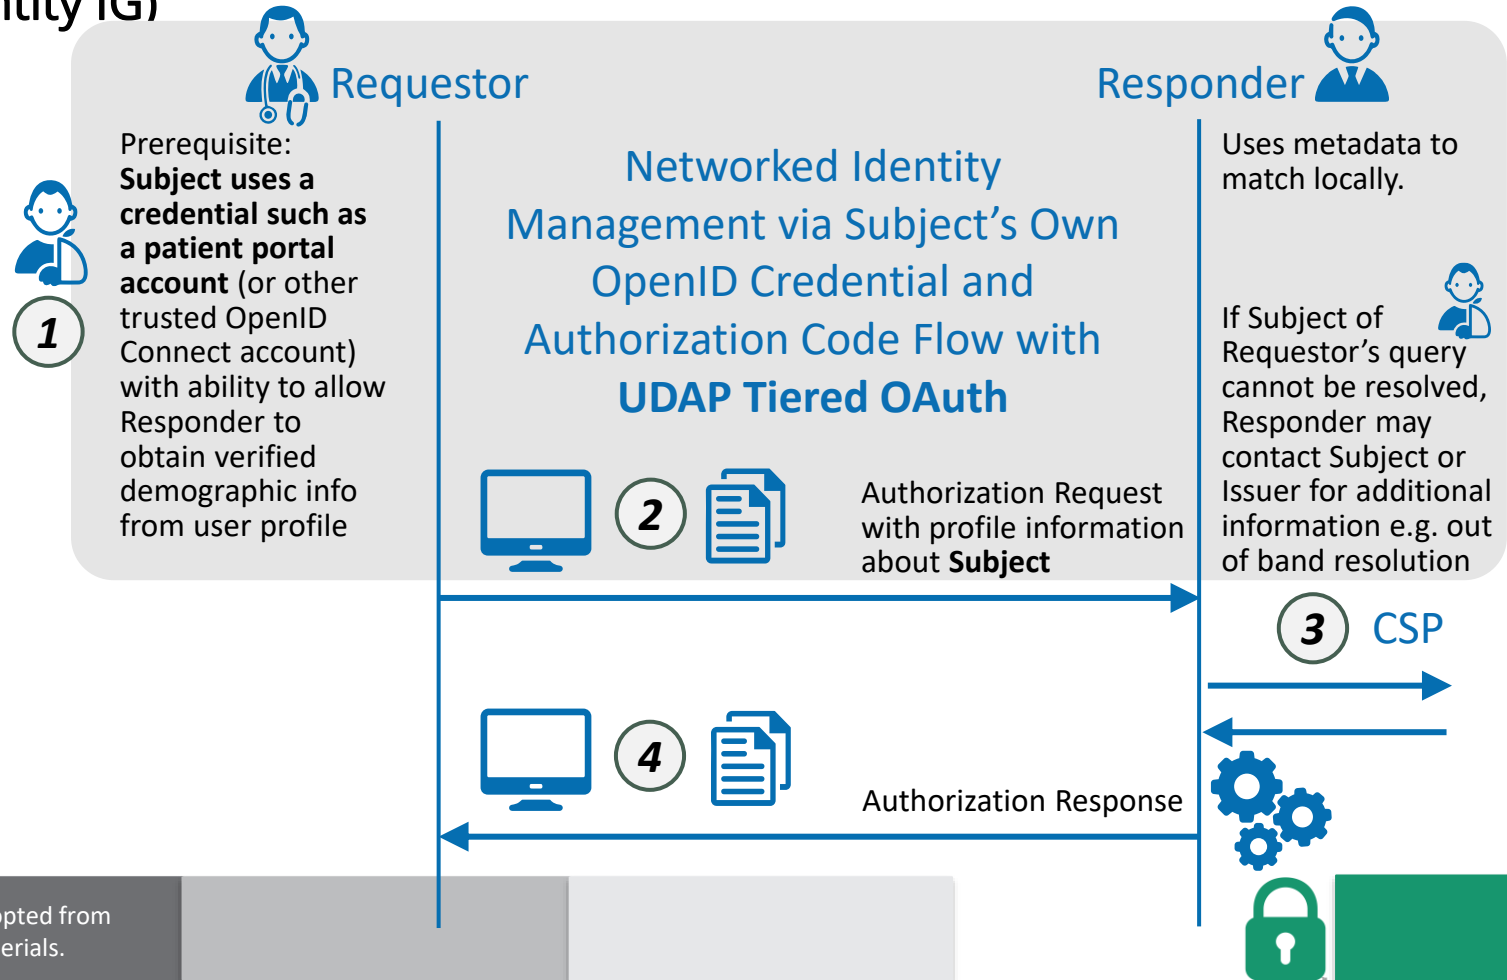 IG)
Requestor
Responder
Prerequisite:
Subject uses a
credential such as
a patient portal
account (or other
trusted OpenID
Connect account)
with ability to allow
Responder to
obtain verified
demographic info
from user profile
1
Networked Identity
Management via Subject’s Own
OpenID Credential and
Authorization Code Flow with
UDAP Tiered OAuth
Uses metadata to
match locally.
If Subject of
Requestor’s query
cannot be resolved,
Responder may
contact Subject or
Issuer for additional
information e.g. out
of band resolution
2
Authorization Request
with profile information
about Subject
3
CSP
4
Authorization Response
from